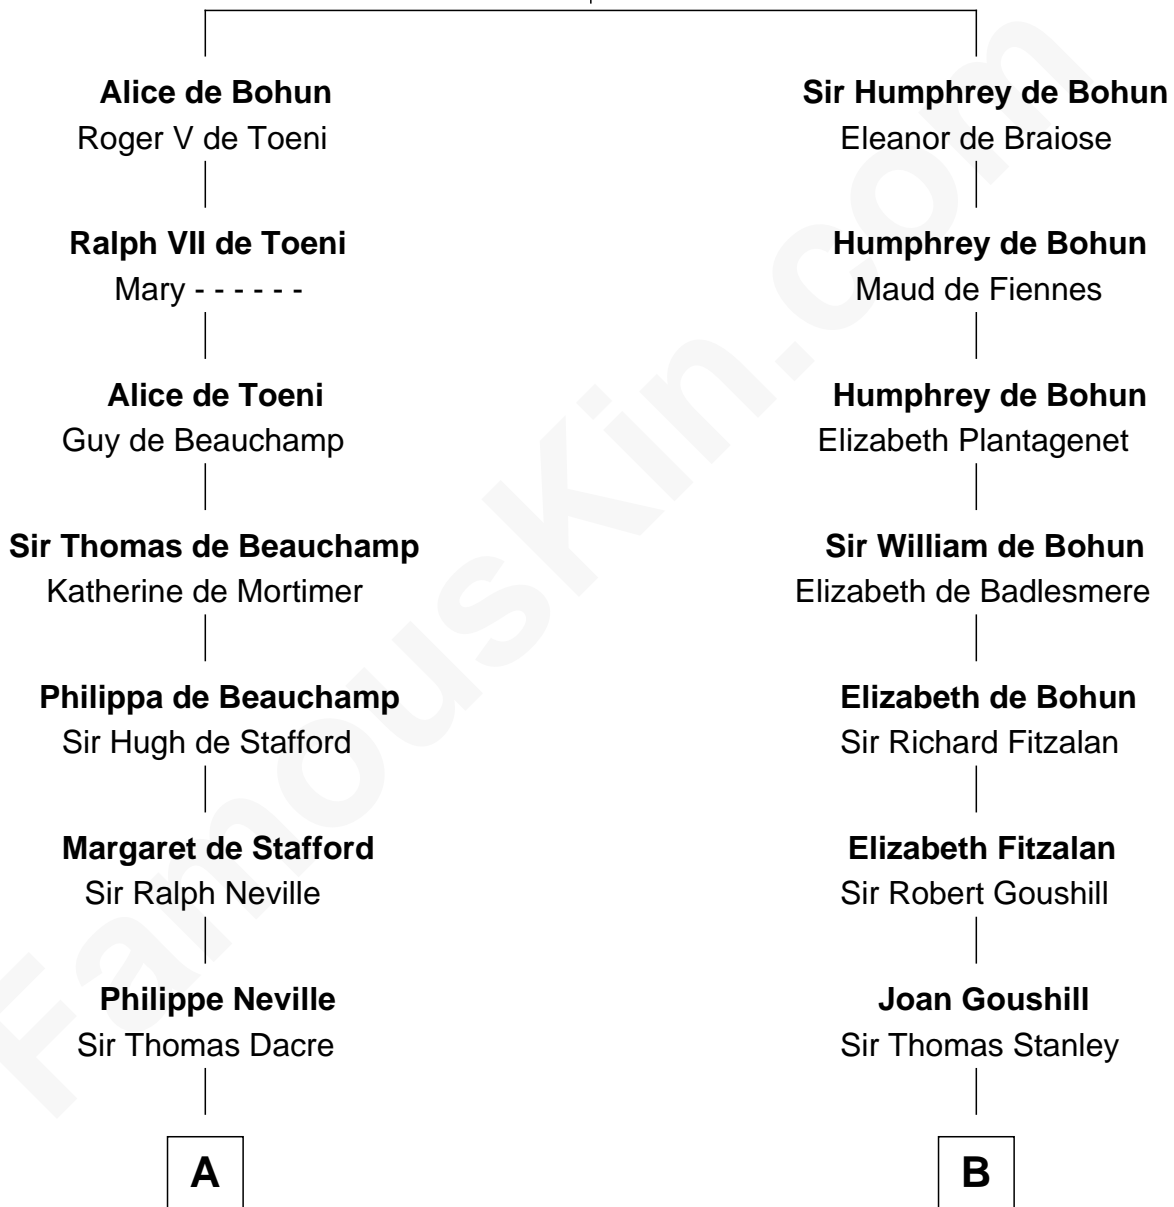 Alice de Bohun
Roger V de Toeni
Ralph VII de Toeni
Mary - - - - - -
Alice de Toeni
Guy de Beauchamp
Sir Thomas de Beauchamp
Katherine de Mortimer
Philippa de Beauchamp
Sir Hugh de Stafford
Margaret de Stafford
Sir Ralph Neville
Philippe Neville
Sir Thomas Dacre
A
Sir Humphrey de Bohun
Eleanor de Braiose
Humphrey de Bohun
Maud de Fiennes
Humphrey de Bohun
Elizabeth Plantagenet
Sir William de Bohun
Elizabeth de Badlesmere
Elizabeth de Bohun
Sir Richard Fitzalan
Elizabeth Fitzalan
Sir Robert Goushill
Joan Goushill
Sir Thomas Stanley
B
FamousKin.com